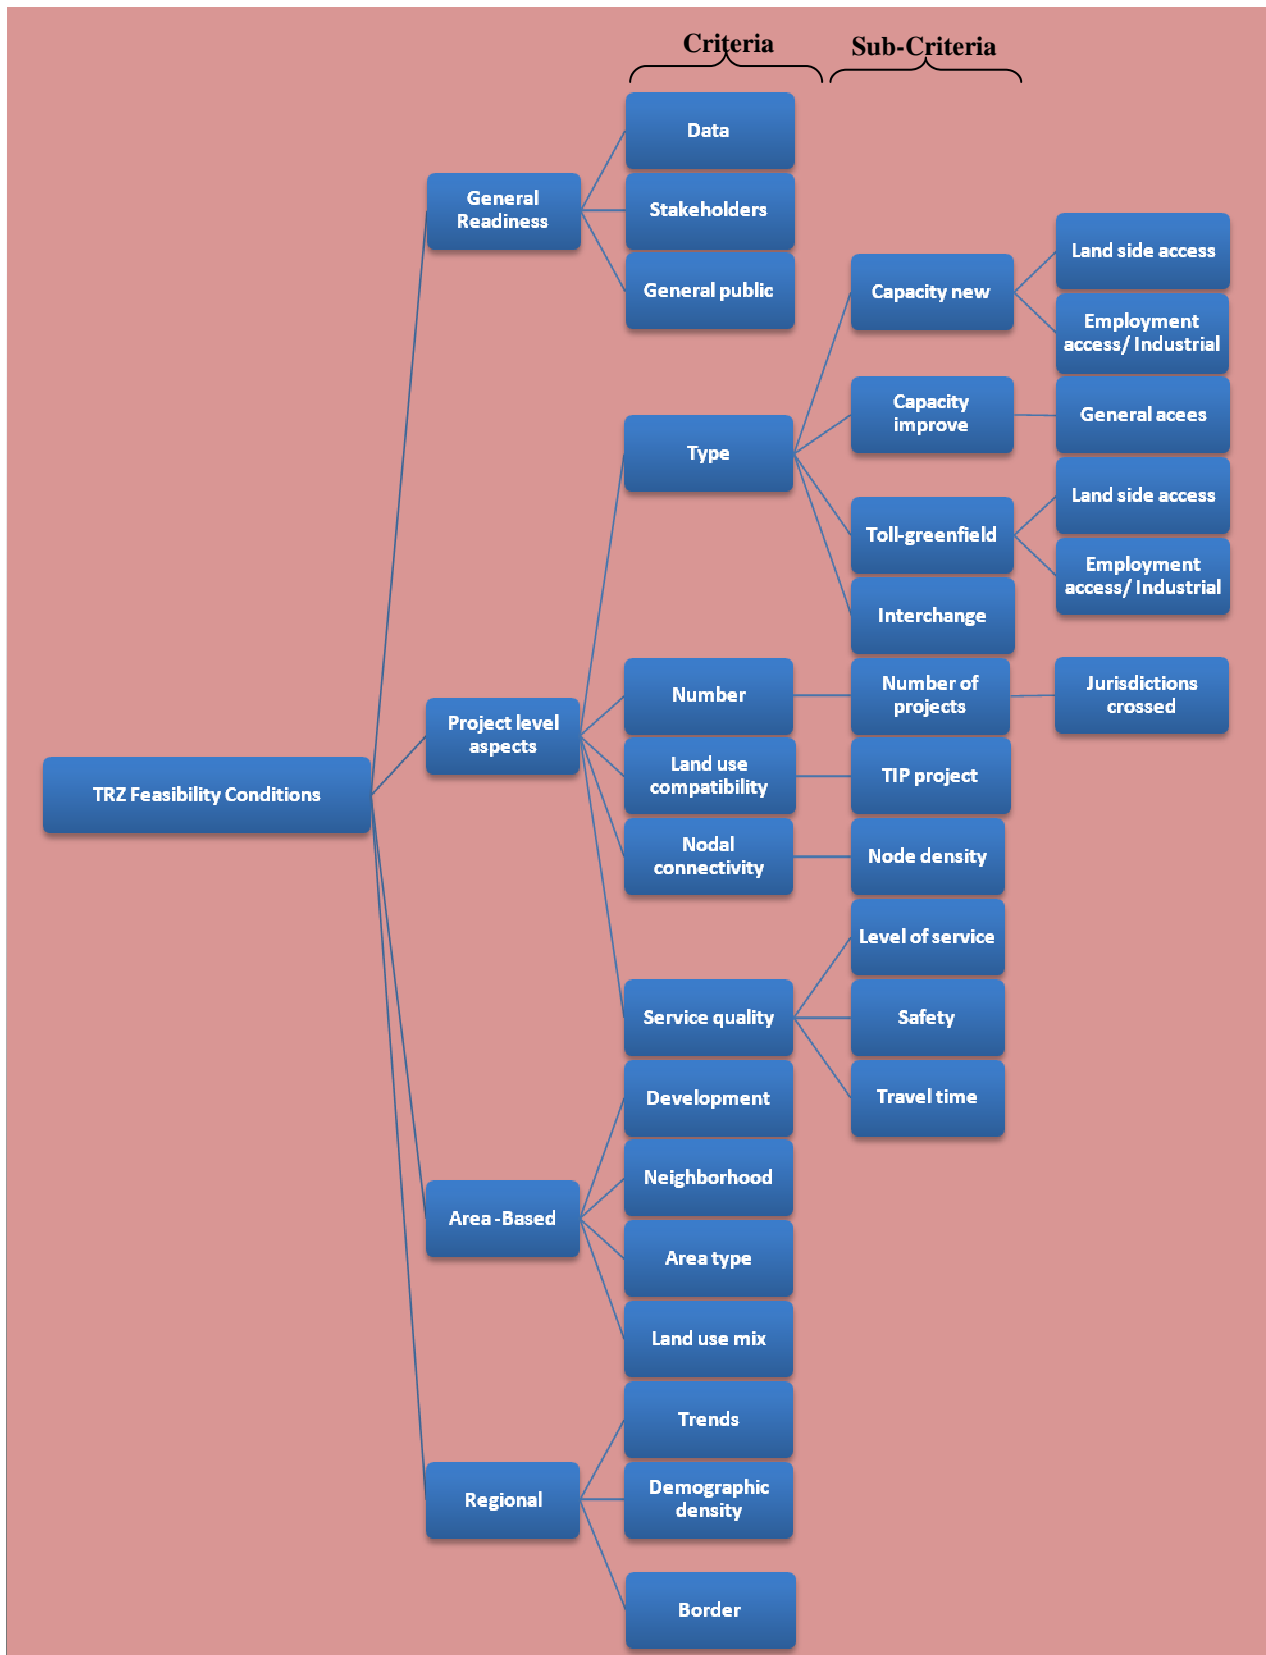 Criteria
Sub-Criteria
TRZ Feasibility Conditions
General
Readiness
Data
Stakeholders
General public
Project level
aspects
Type
Capacity new
Land side access
Employment
access/ Industrial
Capacity
improve
General acees
Toll-greenfield
Land side access
Employment
access/ Industrial
Interchange
Number
Number of
projects
Jurisdictions
crossed
Land use
compatibility
TIP project
Nodal
connectivity
Node density
Service quality
Level of service
Safety
Travel time
Area -Based
Development
Neighborhood
Area type
Land use mix
Regional
Trends
Demographic
density
Border